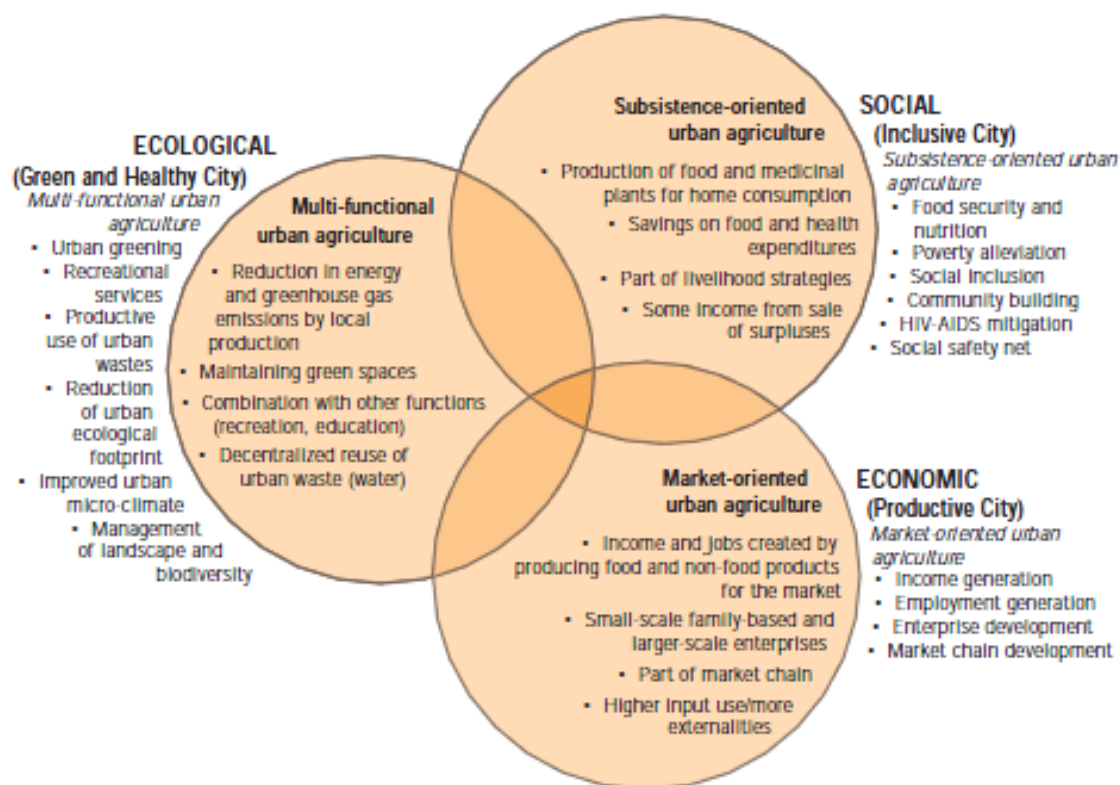 ECOLOGICAL
(Green and Healthy City)
Multi-functional urban
agriculture
▪ Urban greening
▪ Recreational
services
▪ Productive
use of urban
wastes
▪ Reduction
of urban
ecological
footprint
▪ Improved urban
micro-climate
▪ Management
of landscape and
biodiversity
Multi-functional
urban agriculture
▪ Reduction in energy
and greenhouse gas
emissions by local
production
▪ Maintaining green spaces
▪ Combination with other functions
(recreation, education)
▪ Decentralized reuse of
urban waste (water)
Subsistence-oriented
urban agriculture
▪ Production of food and medicinal
plants for home consumption
▪ Savings on food and health
expenditures
▪ Part of livelihood strategies
▪ Some income from sale
of surpluses
SOCIAL
(Inclusive City)
Subsistence-oriented urban
agriculture
▪ Food security and
nutrition
▪ Poverty alleviation
▪ Social inclusion
▪ Community building
▪ HIV-AIDS mitigation
▪ Social safety net
Market-oriented
urban agriculture
▪ Income and jobs created by
producing food and non-food products
for the market
▪ Small-scale family-based and
larger-scale enterprises
▪ Part of market chain
▪ Higher input use/more
externalities
ECONOMIC
(Productive City)
Market-oriented urban
agriculture
▪ Income generation
▪ Employment generation
▪ Enterprise development
▪ Market chain development